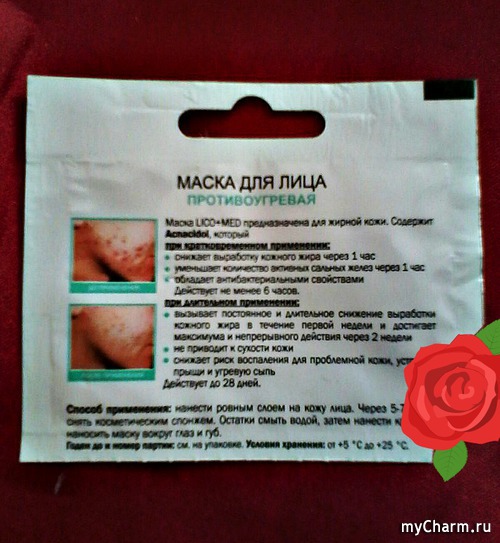 МАСКА ДЛЯ ЛИЦА
ПРОТИВОУГРЕВАЯ
Маска LICO+MED предназначена для жирной кожи. Содержит
Acnacidol, который
при кратковременном применении:
• снижает выработку кожного жира через 1 час
• уменьшает количество активных сальных желез через 1 час
• обладает антибактериальными свойствами
Действует не менее 6 часов.
при длительном применении:
• вызывает постоянное и длительное снижение выработки
кожного жира в течение первой недели и достигает
максимума и непрерывного действия через 2 недели
• не приводит к сухости кожи
• снижает риск воспаления для проблемной кожи,
прыщи и угревую сыпь
Действует до 28 дней.
ДО ПРИМЕНЕНИЯ
ПОСЛЕ ПРИМЕНЕНИЯ
Способ применения: нанести ровным слоем на кожу лица. Через 5-7
снять косметическим спонжем. Остатки смыть водой, затем нанести
наносить маску вокруг глаз и губ.
Годен до и номер партии: см. на упаковке. Условия хранения: от +5 °С до +25 °С.
myCharm.ru